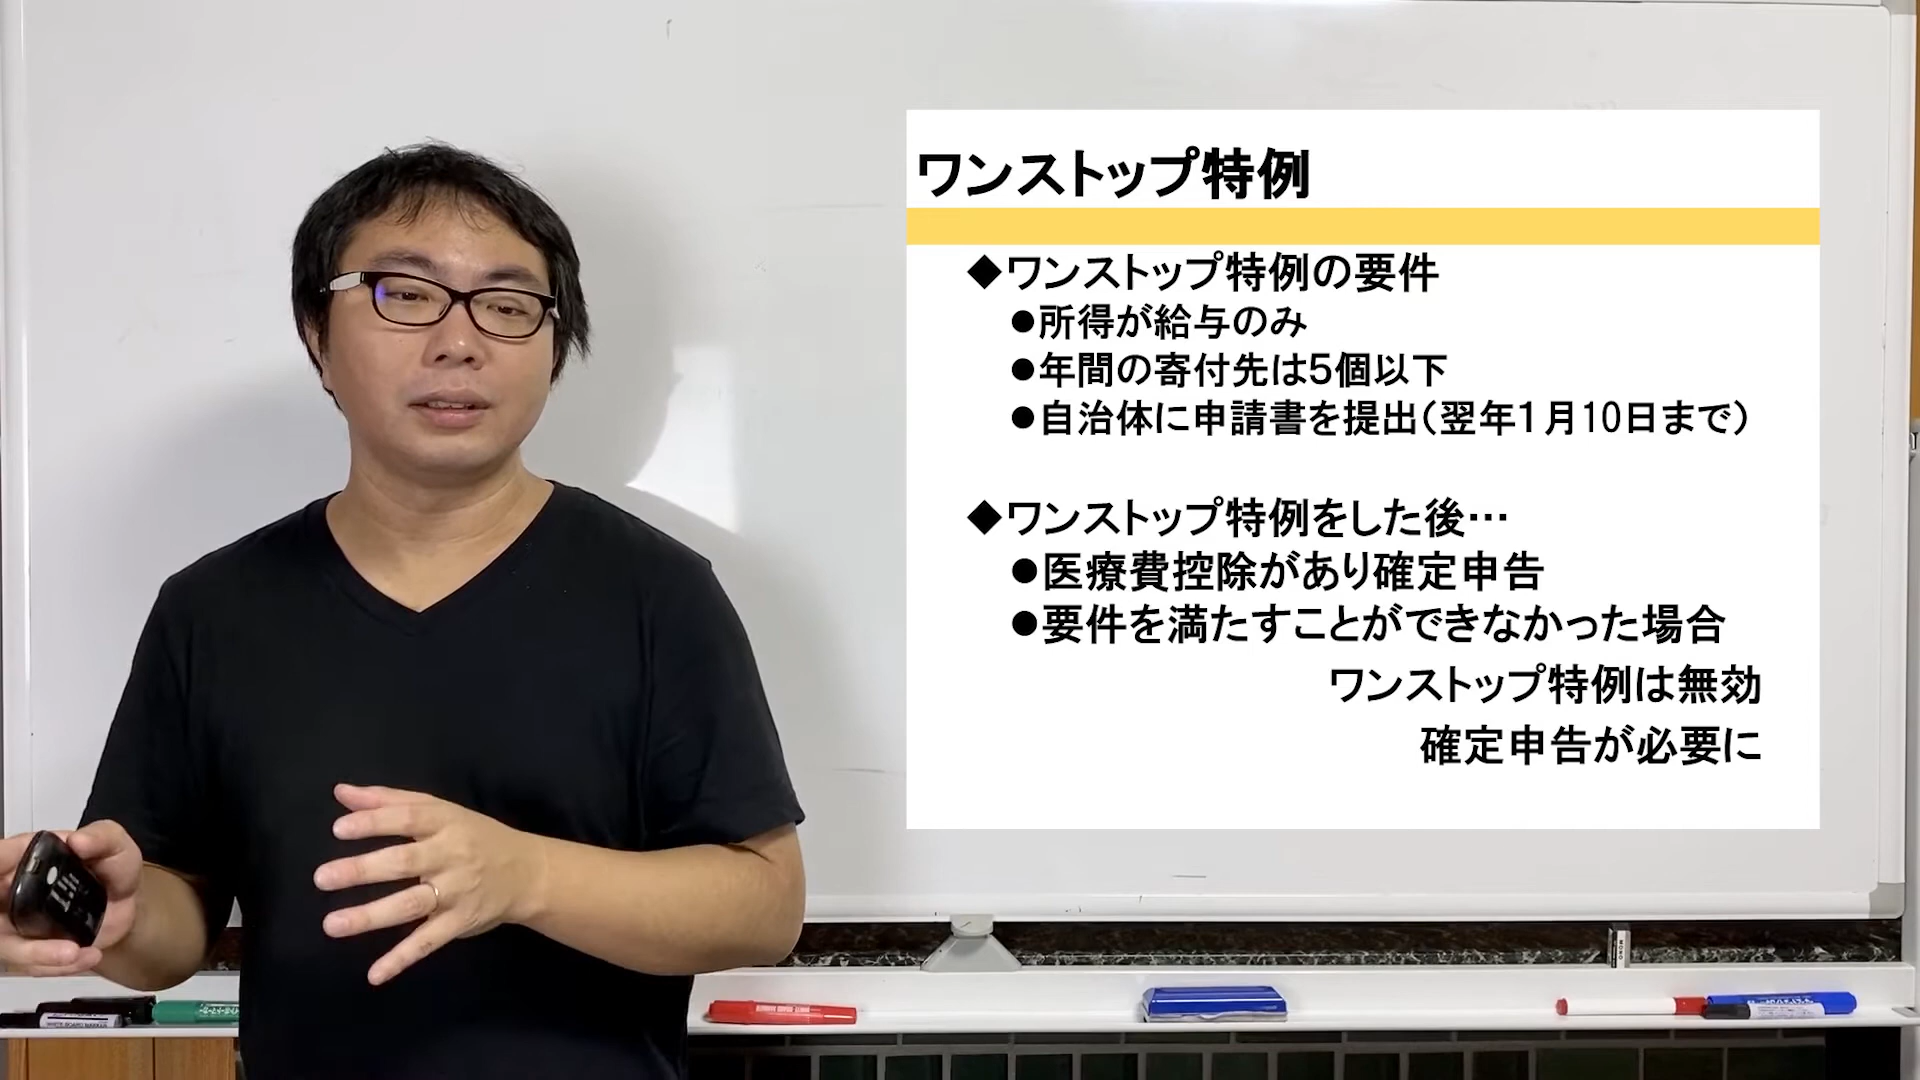 ワンストップ特例
◆ワンストップ特例の要件
●所得が給与のみ
●年間の寄付先は5個以下
●自治体に申請書を提出(翌年1月10日まで)
◆ワンストップ特例をした後…
●医療費控除があり確定申告
●要件を満たすことができなかった場合
ワンストップ特例は無効
確定申告が必要に